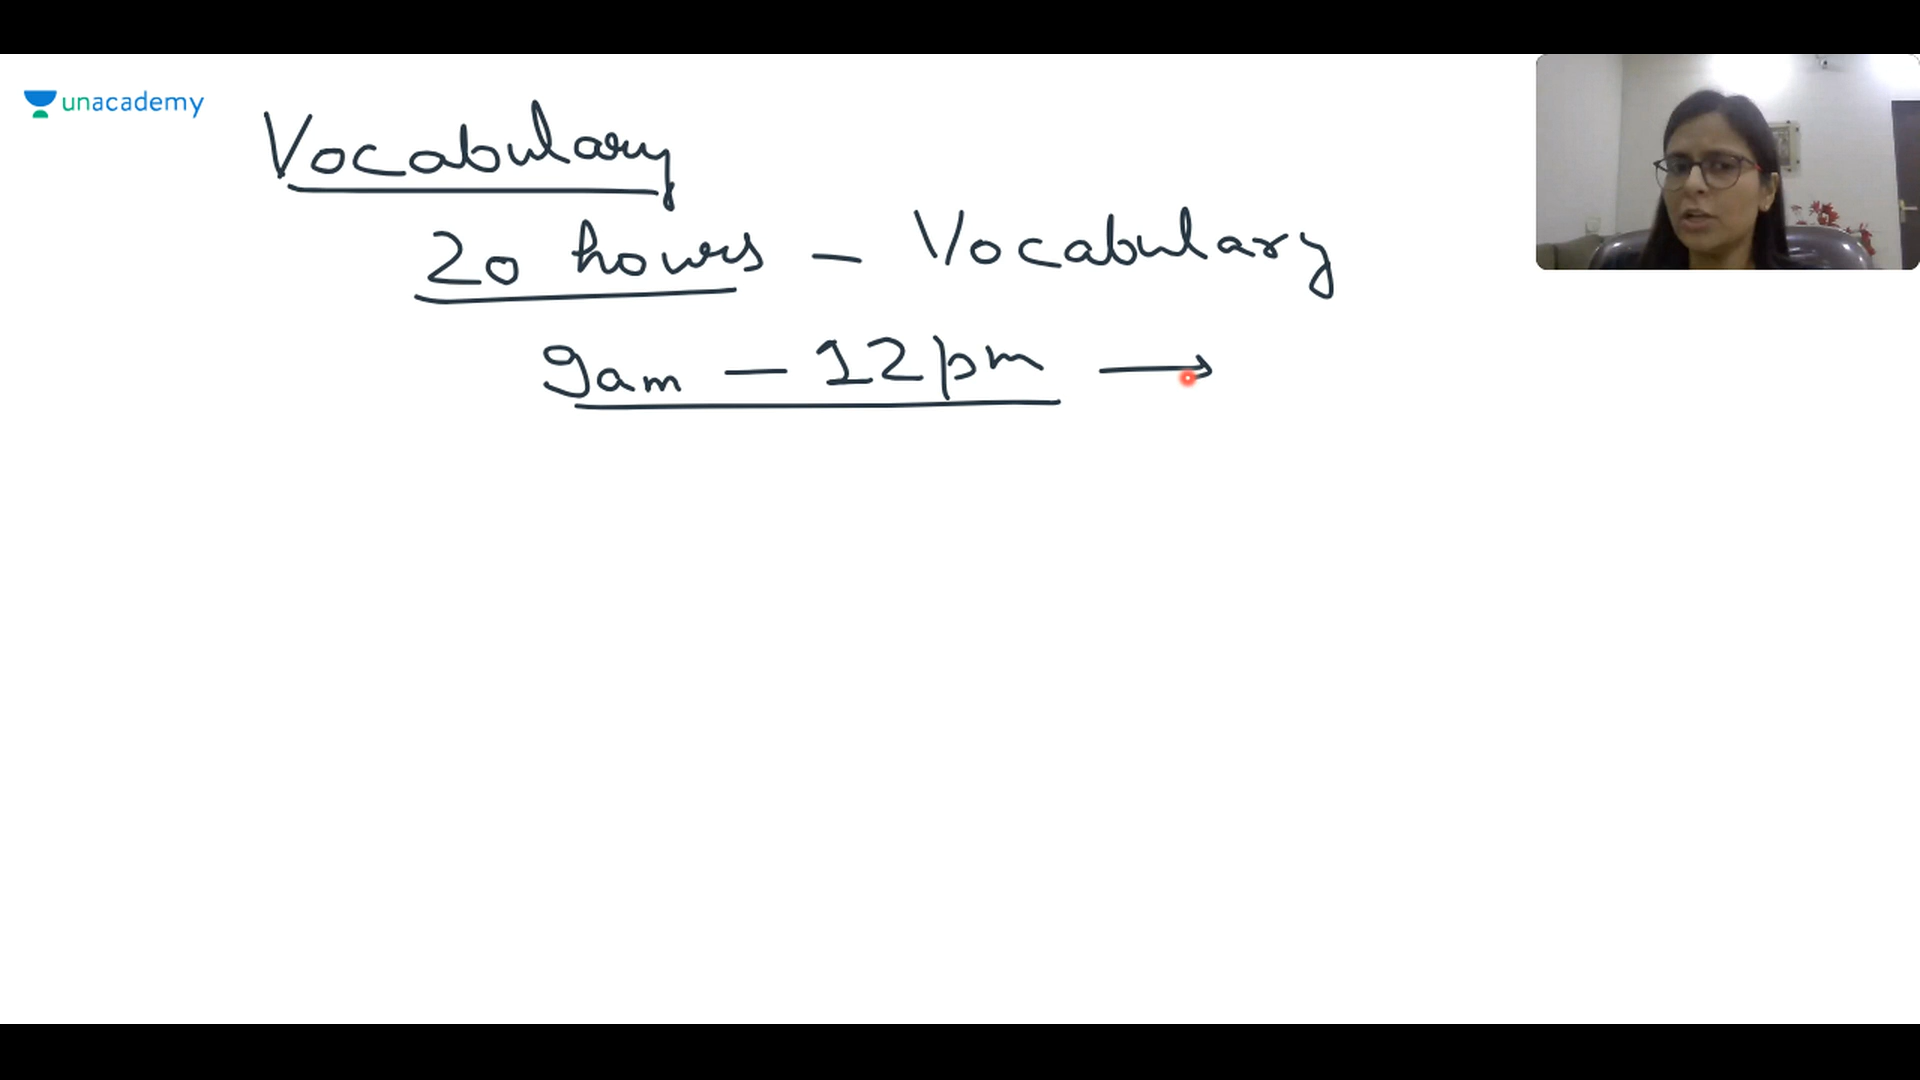 unacademy
Vocabulary
20 hours - Vocabulary
9am - 12pm →